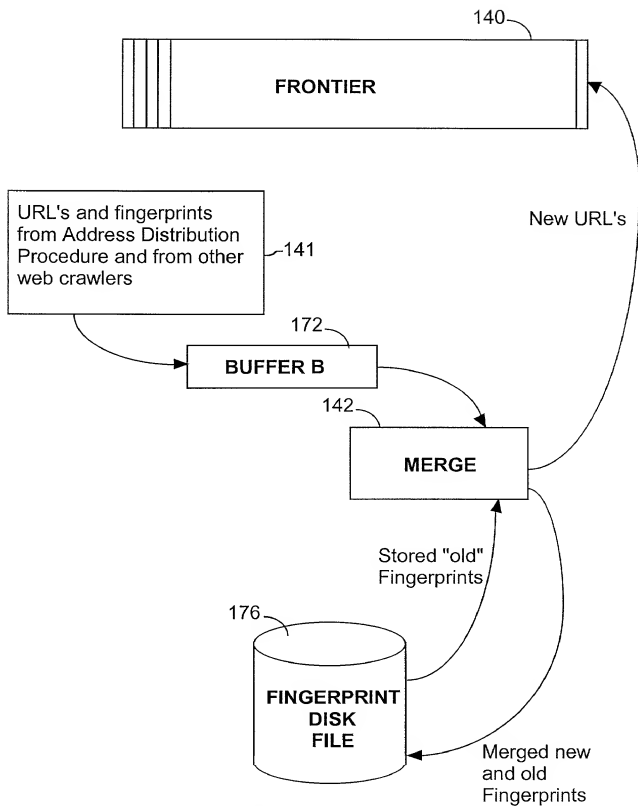 140
FRONTIER
URL's and fingerprints
from Address Distribution
Procedure and from other
web crawlers
141
New URL's
172
BUFFER B
142
MERGE
Stored "old"
Fingerprints
176
FINGERPRINT
DISK
FILE
Merged new
and old
Fingerprints